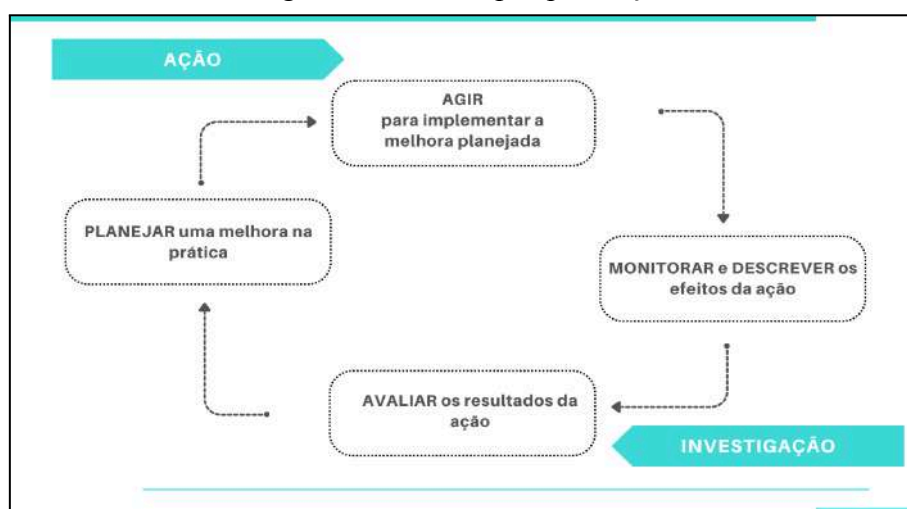 AÇÃO
AGIR
para implementar a
melhora planejada
PLANEJAR uma melhora na
prática
MONITORAR e DESCREVER os
efeitos da ação
AVALIAR os resultados da
ação
INVESTIGAÇÃO